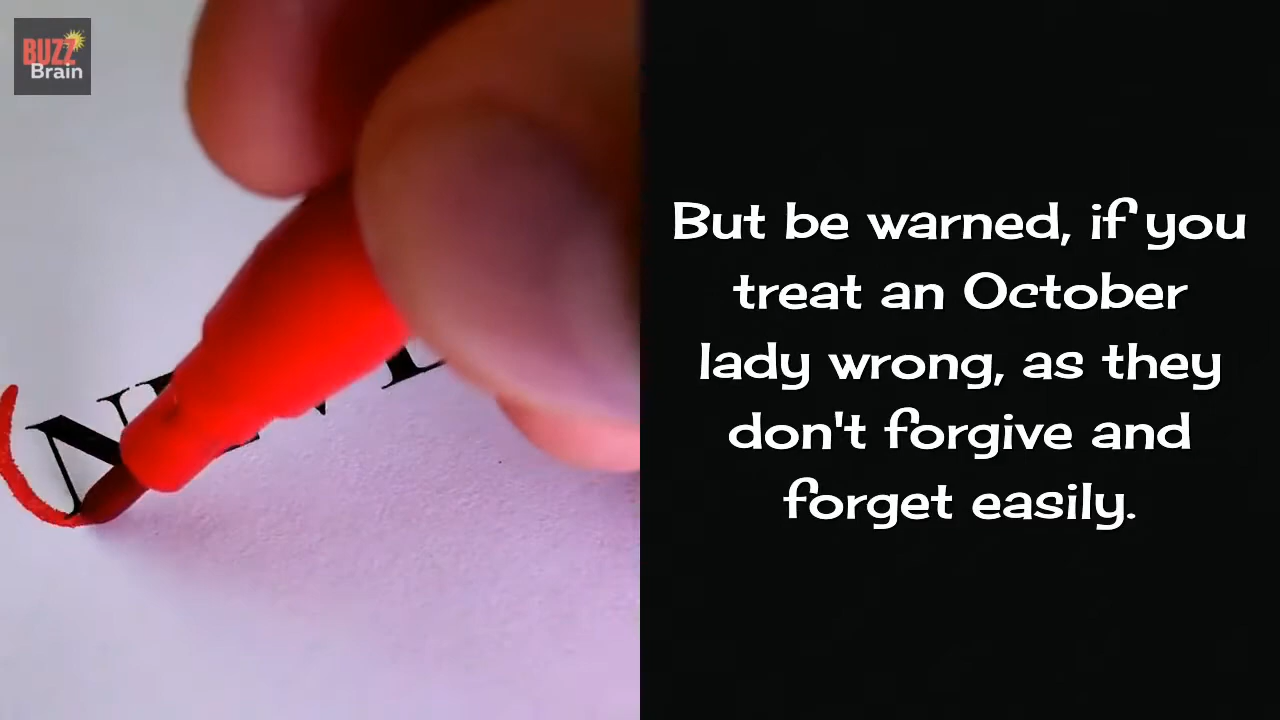 BUZZ
Brain
But be warned, if you
treat an October
lady wrong, as they
don't forgive and
forget easily.